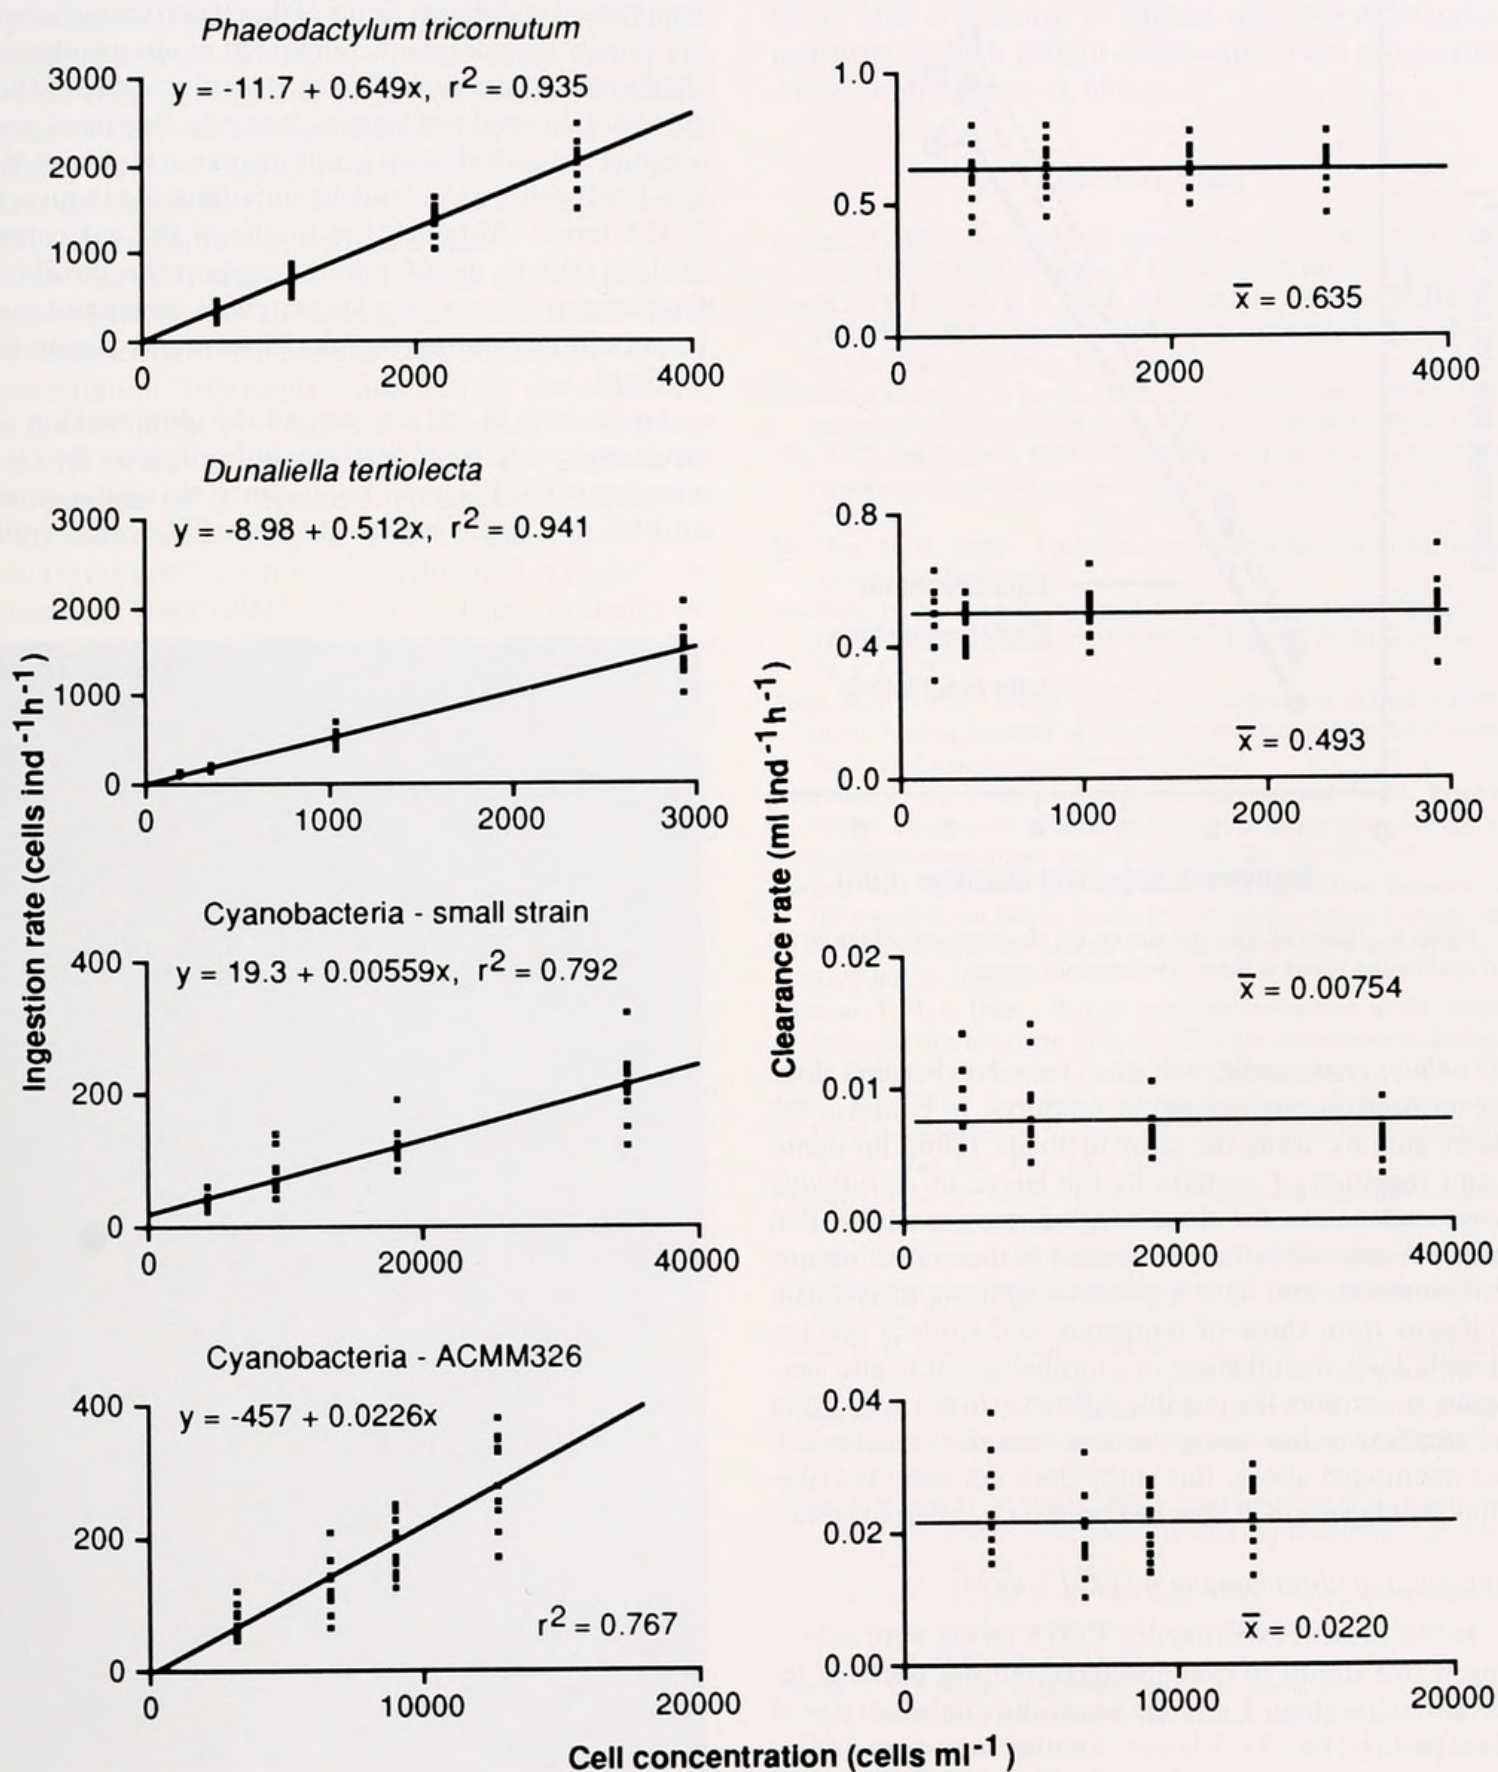 Phaeodactylum tricornutum
y = -11.7 + 0.649x, r2 = 0.935
3000
2000
1000
0
0 2000 4000
1.0
0.5
0.0
x̅ = 0.635
0 2000 4000
Dunaliella tertiolecta
y = -8.98 + 0.512x, r2 = 0.941
3000
2000
1000
0
0 1000 2000 3000
0.8
0.4
0.0
x̅ = 0.493
0 1000 2000 3000
Ingestion rate (cells ind -1h-1)
Clearance rate (ml ind -1h-1)
Cyanobacteria - small strain
y = 19.3 + 0.00559x, r2 = 0.792
400
200
0
0 20000 40000
0.02
0.01
0.00
x̅ = 0.00754
0 20000 40000
Cyanobacteria - ACMM326
y = -457 + 0.0226x
r2 = 0.767
400
200
0
0 10000 20000
0.04
0.02
0.00
x̅ = 0.0220
0 10000 20000
Cell concentration (cells ml-1)